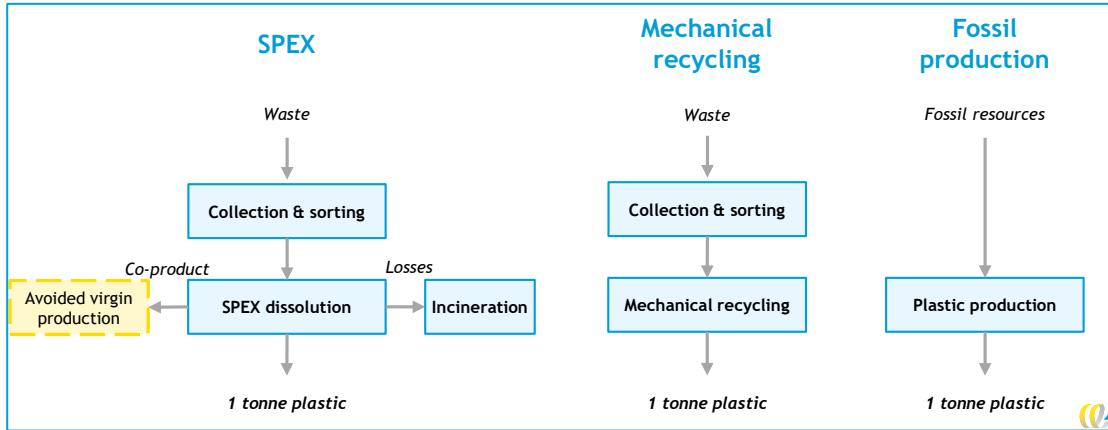 SPEX
Mechanical
recycling
Fossil
production
Waste
Waste
Fossil resources
Collection & sorting
Collection & sorting
Co-product
Losses
Avoided virgin
production
SPEX dissolution
Incineration
Mechanical recycling
Plastic production
1 tonne plastic
1 tonne plastic
1 tonne plastic